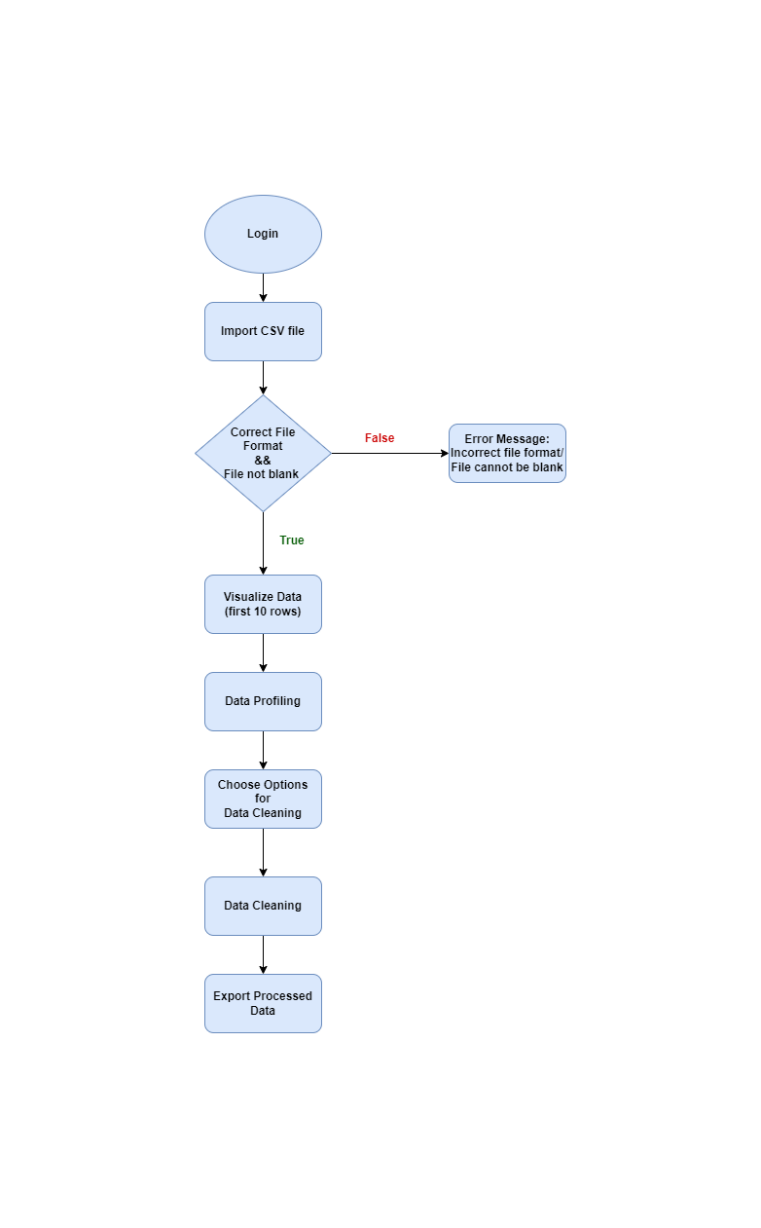 Login
Import CSV file
Correct File
Format
&&
File not blank
False
Error Message:
Incorrect file format/
File cannot be blank
True
Visualize Data
(first 10 rows)
Data Profiling
Choose Options
for
Data Cleaning
Data Cleaning
Export Processed
Data